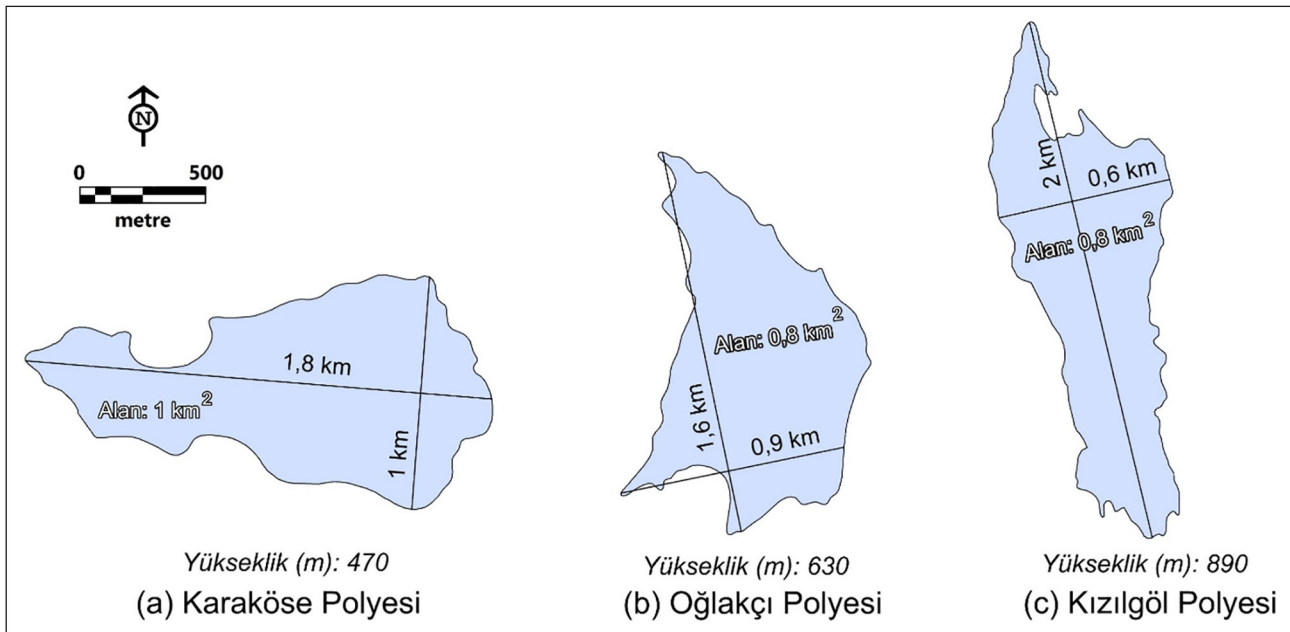 N
0 500
metre
1,8 km
1 km
Alan: 1 km²
Yükseklik (m): 470
(a) Karaköse Polyesi
Alan: 0,8 km²
1,6 km
0,9 km
Yükseklik (m): 630
(b) Oğlakçı Polyesi
2 km
0,6 km
Alan: 0,8 km²
Yükseklik (m): 890
(c) Kızılgöl Polyesi